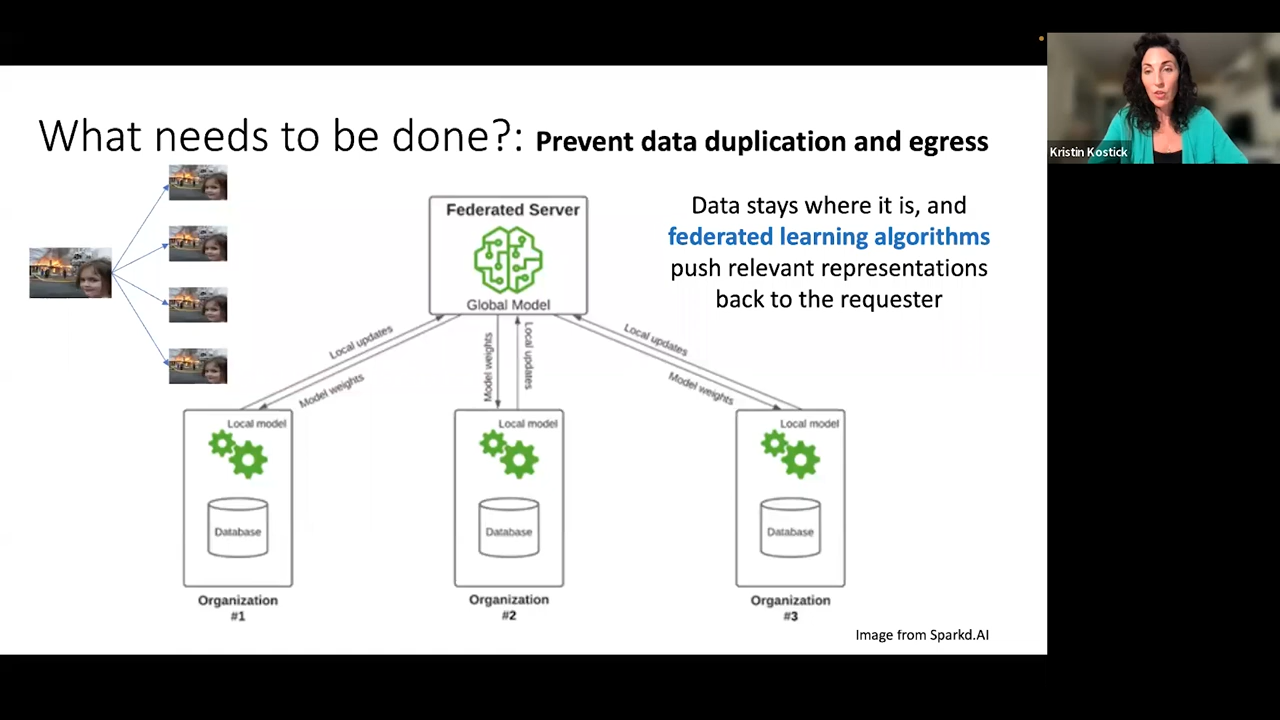 What needs to be done?: Prevent data duplication and egress
Kristin Kostick
Data stays where it is, and
federated learning algorithms
push relevant representations
back to the requester
Federated Server
Global Model
Local updates
Model weights
Model weights
Local updates
Local updates
Model weights
Local model
Database
Organization
#1
Local model
Database
Organization
#2
Local model
Database
Organization
#3
Image from Sparkd.AI